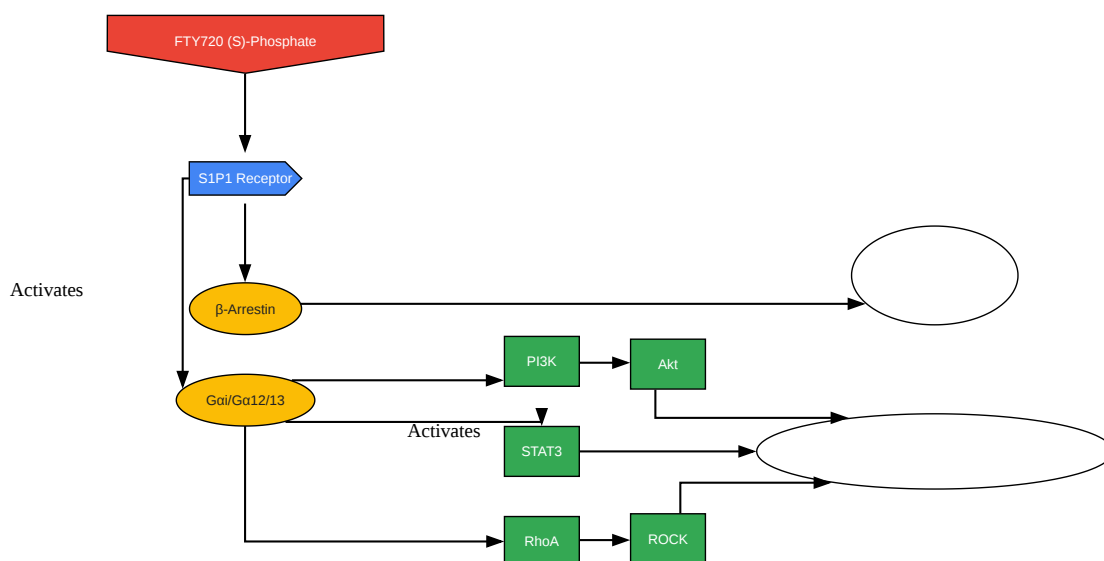 FTY720 (S)-Phosphate
S1P1 Receptor
Activates
β-Arrestin
PI3K
Akt
Gαi/Gα12/13
Activates
STAT3
RhoA
ROCK